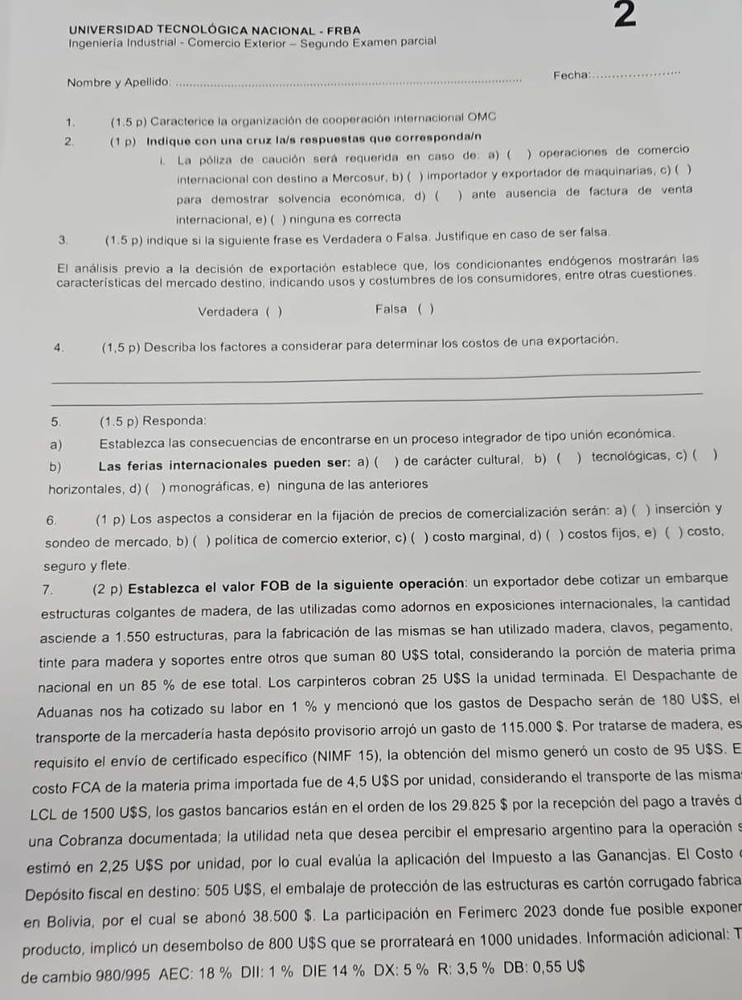 2
UNIVERSIDAD TECNOLÓGICA NACIONAL - FRBA
Ingeniería Industrial - Comercio Exterior – Segundo Examen parcial
Nombre y Apellido: Fecha:
1. (1.5 p) Caracterice la organización de cooperación internacional OMC
2. (1 p) Indique con una cruz la/s respuestas que corresponda/n
i. La póliza de caución será requerida en caso de: a) ( ) operaciones de comercio
internacional con destino a Mercosur, b) ( ) importador y exportador de maquinarias, c) ( )
para demostrar solvencia económica, d) ( ) ante ausencia de factura de venta
internacional, e) ( ) ninguna es correcta
3. (1.5 p) indique si la siguiente frase es Verdadera o Falsa. Justifique en caso de ser falsa.
El análisis previo a la decisión de exportación establece que, los condicionantes endógenos mostrarán las
características del mercado destino, indicando usos y costumbres de los consumidores, entre otras cuestiones.
Verdadera ( ) Falsa ( )
4. (1,5 p) Describa los factores a considerar para determinar los costos de una exportación.
5. (1.5 p) Responda:
a) Establezca las consecuencias de encontrarse en un proceso integrador de tipo unión económica.
b) Las ferias internacionales pueden ser: a) ( ) de carácter cultural, b) ( ) tecnológicas, c) ( )
horizontales, d) ( ) monográficas, e) ninguna de las anteriores
6. (1 p) Los aspectos a considerar en la fijación de precios de comercialización serán: a) ( ) inserción y
sondeo de mercado, b) ( ) política de comercio exterior, c) ( ) costo marginal, d) ( ) costos fijos, e) ( ) costo,
seguro y flete.
7. (2 p) Establezca el valor FOB de la siguiente operación: un exportador debe cotizar un embarque
estructuras colgantes de madera, de las utilizadas como adornos en exposiciones internacionales, la cantidad
asciende a 1.550 estructuras, para la fabricación de las mismas se han utilizado madera, clavos, pegamento,
tinte para madera y soportes entre otros que suman 80 U$S total, considerando la porción de materia prima
nacional en un 85 % de ese total. Los carpinteros cobran 25 U$S la unidad terminada. El Despachante de
Aduanas nos ha cotizado su labor en 1 % y mencionó que los gastos de Despacho serán de 180 U$S, el
transporte de la mercadería hasta depósito provisorio arrojó un gasto de 115.000 $. Por tratarse de madera, es
requisito el envío de certificado específico (NIMF 15), la obtención del mismo generó un costo de 95 U$S. E
costo FCA de la materia prima importada fue de 4,5 U$S por unidad, considerando el transporte de las misma
LCL de 1500 U$S, los gastos bancarios están en el orden de los 29.825 $ por la recepción del pago a través d
una Cobranza documentada; la utilidad neta que desea percibir el empresario argentino para la operación s
estimó en 2,25 U$S por unidad, por lo cual evalúa la aplicación del Impuesto a las Ganancjas. El Costo
Depósito fiscal en destino: 505 U$S, el embalaje de protección de las estructuras es cartón corrugado fabrica
en Bolivia, por el cual se abonó 38.500 $. La participación en Ferimerc 2023 donde fue posible exponer
producto, implicó un desembolso de 800 U$S que se prorrateará en 1000 unidades. Información adicional: T
de cambio 980/995 AEC: 18 % DII: 1 % DIE 14 % DX: 5 % R: 3,5 % DB: 0,55 U$